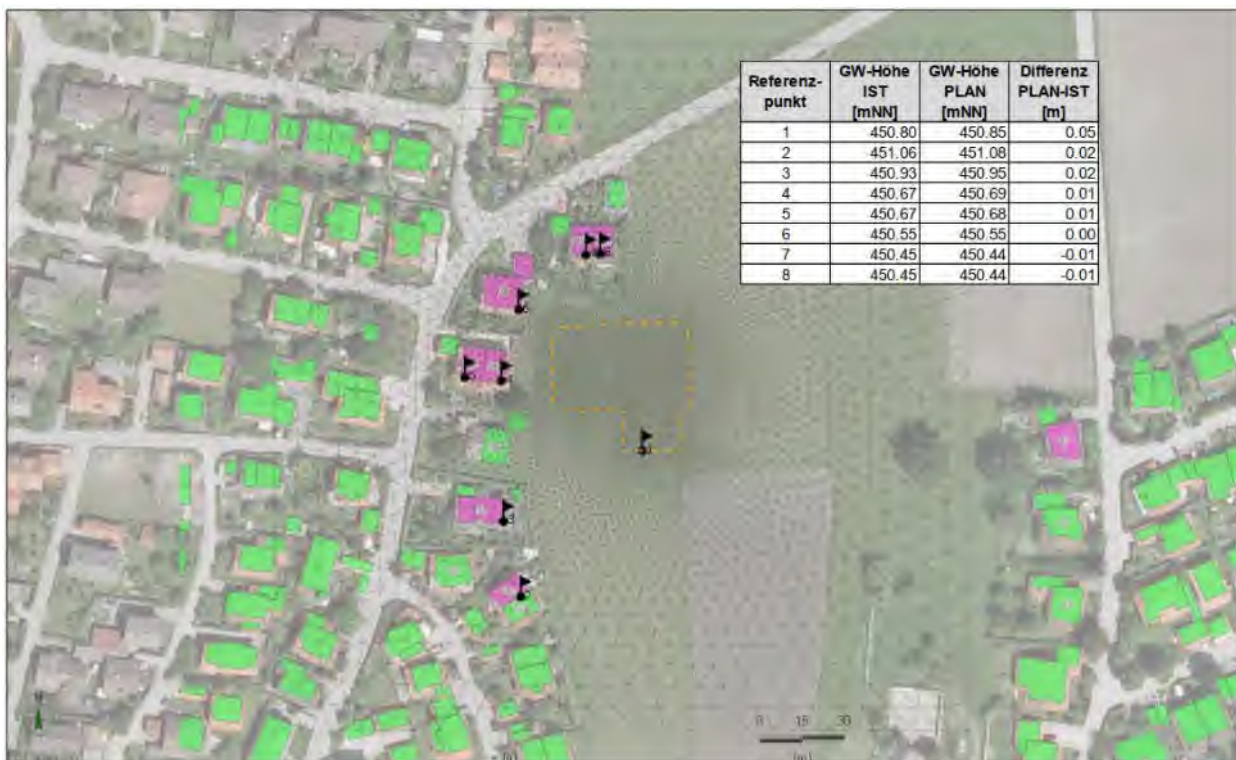 Referenz-punkt | GW-Höhe IST [mNN] | GW-Höhe PLAN [mNN] | Differenz PLAN-IST [m]
1 | 450.80 | 450.85 | 0.05
2 | 451.06 | 451.08 | 0.02
3 | 450.93 | 450.95 | 0.02
4 | 450.67 | 450.69 | 0.01
5 | 450.67 | 450.68 | 0.01
6 | 450.55 | 450.55 | 0.00
7 | 450.45 | 450.44 | -0.01
8 | 450.45 | 450.44 | -0.01
0 15 30
[m]